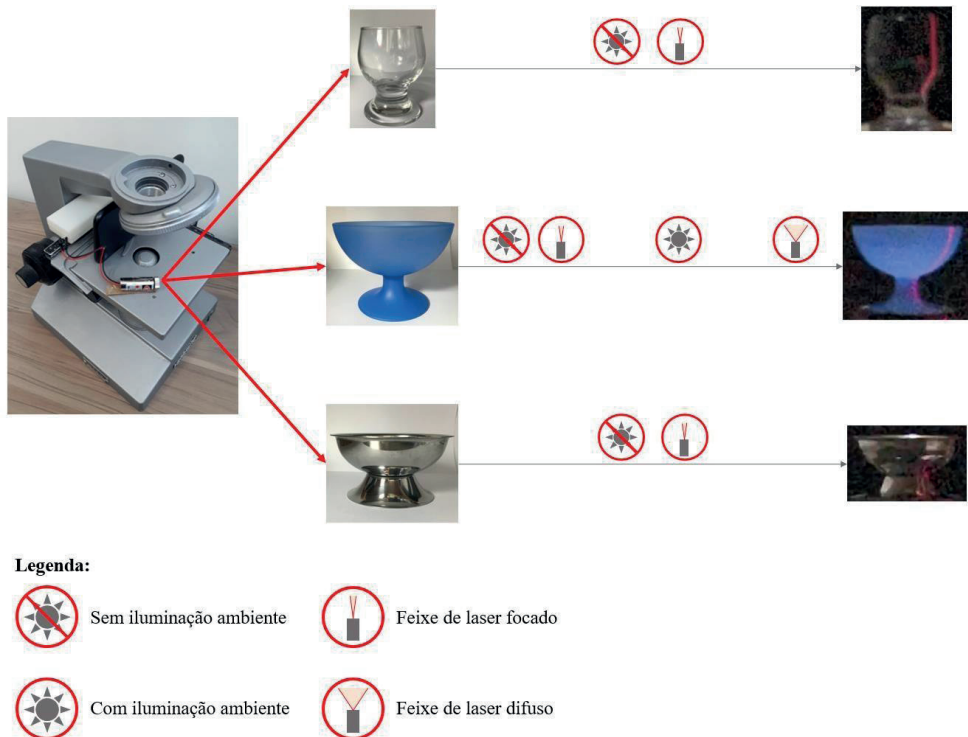 Legenda:
Sem iluminação ambiente
Feixe de laser focado
Com iluminação ambiente
Feixe de laser difuso